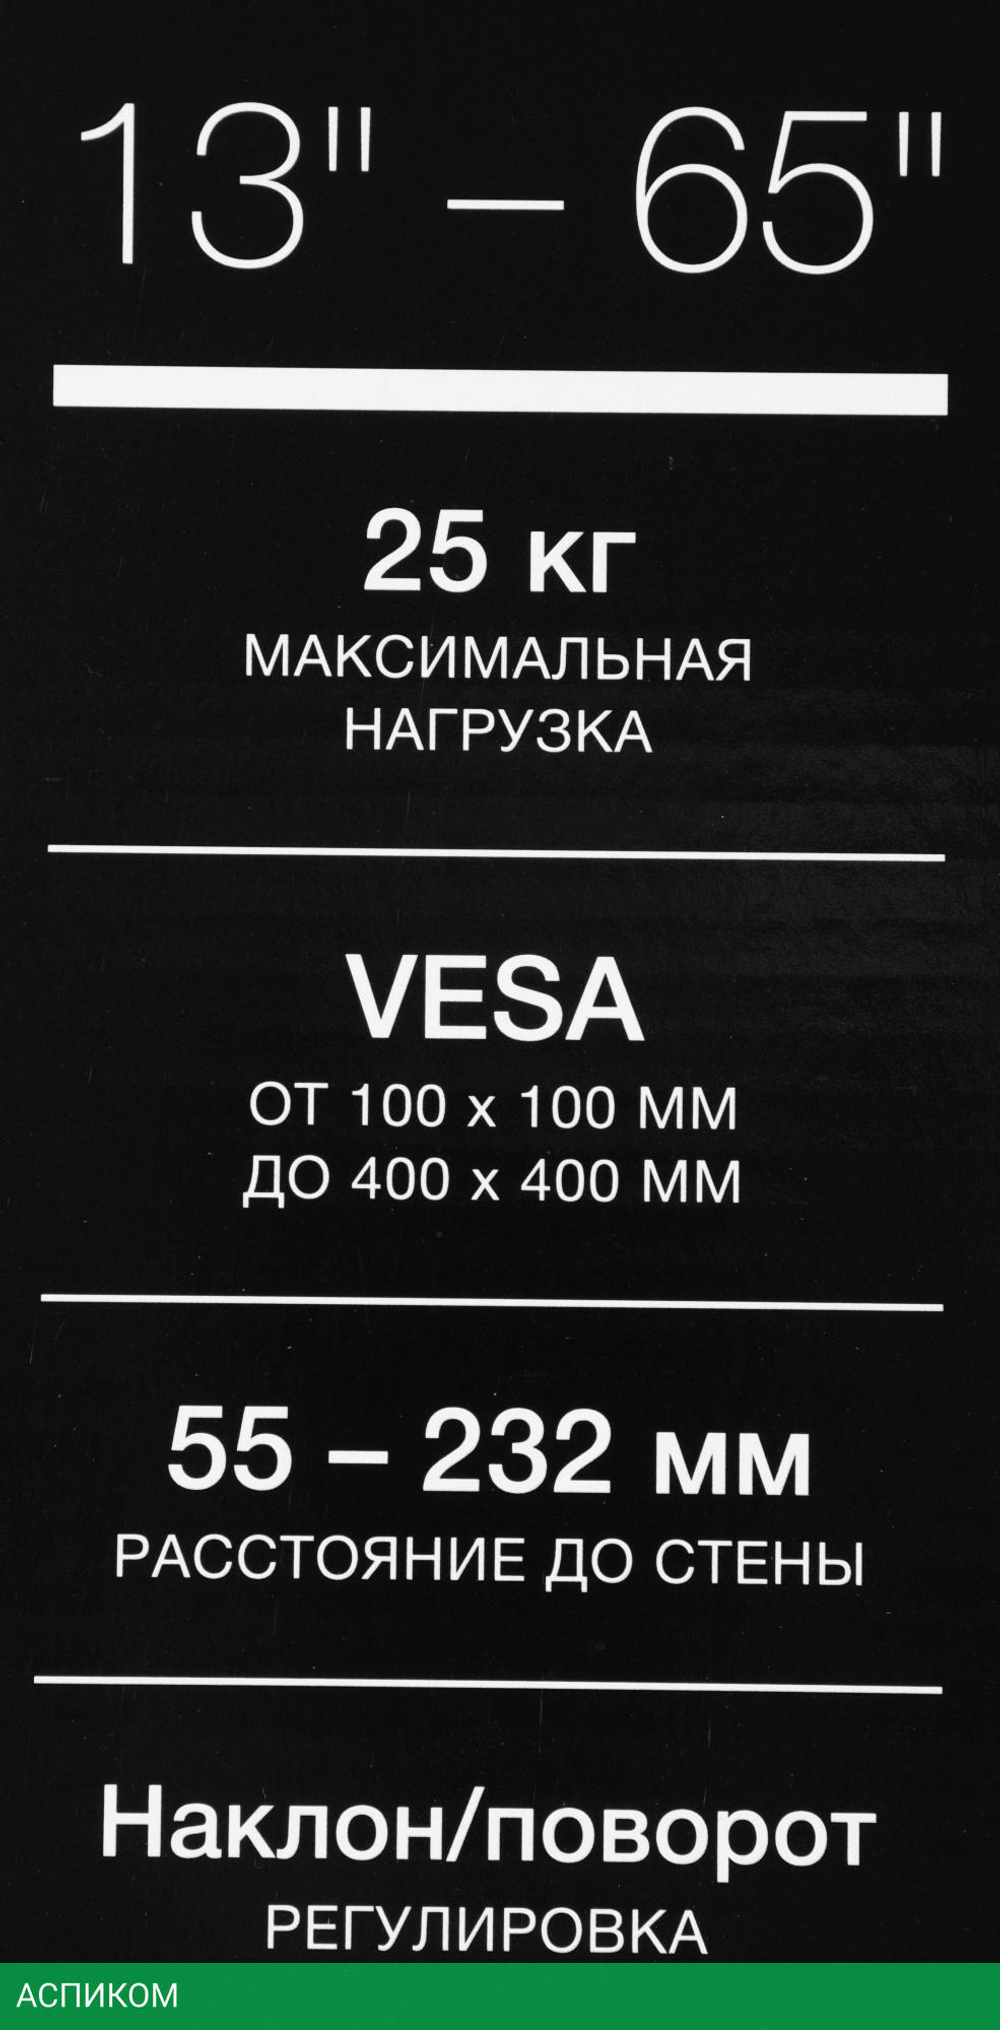 13" – 65"
25 кг
МАКСИМАЛЬНАЯ
НАГРУЗКА
VESA
ОТ 100 x 100 ММ
ДО 400 x 400 ММ
55 – 232 мм
РАССТОЯНИЕ ДО СТЕНЫ
Наклон/поворот
РЕГУЛИРОВКА
АСПИКОМ